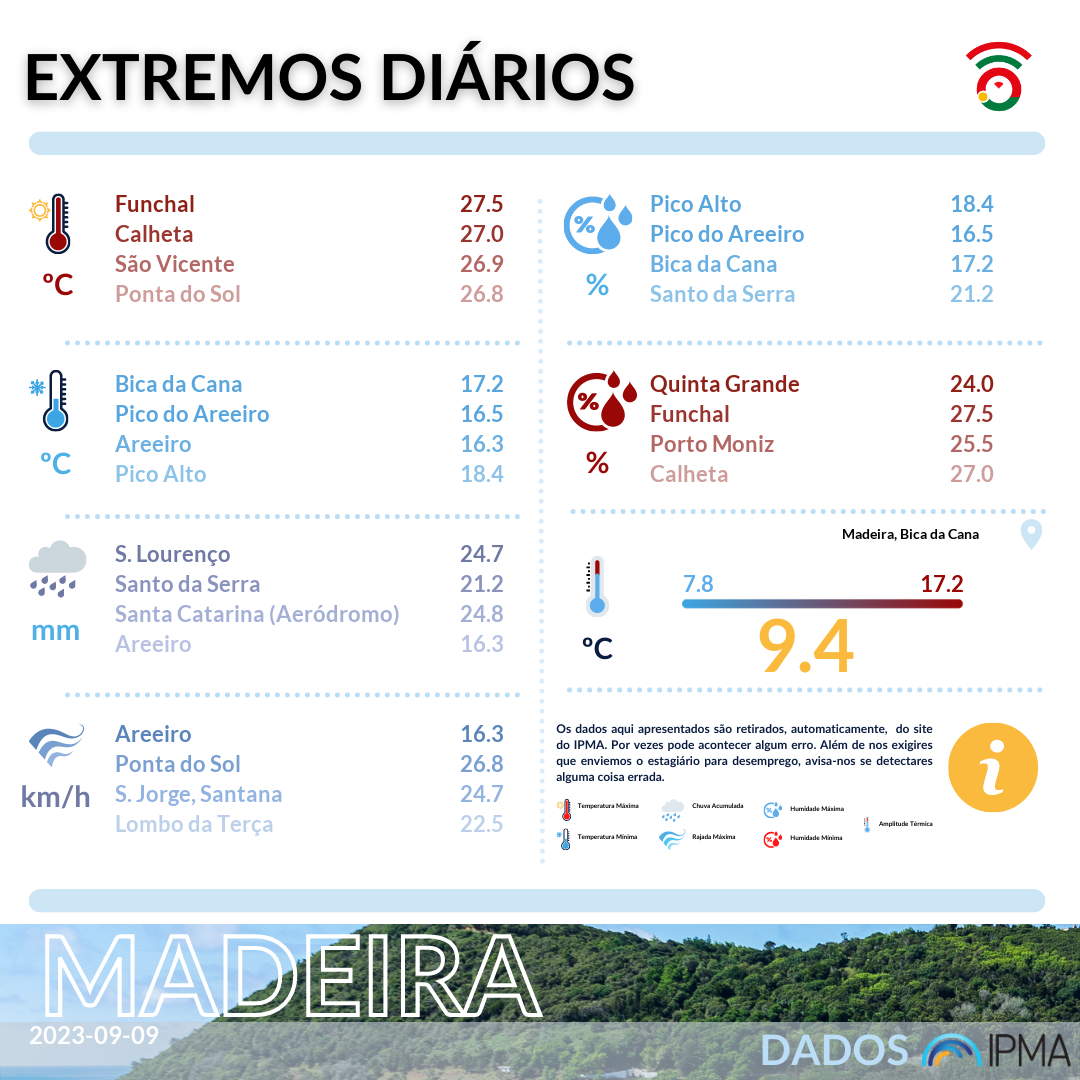 EXTREMOS DIÁRIOS
Funchal 27.5
Calheta 27.0
São Vicente 26.9
Ponta do Sol 26.8
ºC
Pico Alto 18.4
Pico do Areeiro 16.5
Bica da Cana 17.2
Santo da Serra 21.2
%
Bica da Cana 17.2
Pico do Areeiro 16.5
Areeiro 16.3
Pico Alto 18.4
ºC
Quinta Grande 24.0
Funchal 27.5
Porto Moniz 25.5
Calheta 27.0
%
S. Lourenço 24.7
Santo da Serra 21.2
Santa Catarina (Aeródromo) 24.8
Areeiro 16.3
mm
Madeira, Bica da Cana
7.8 17.2
9.4
ºC
Areeiro 16.3
Ponta do Sol 26.8
S. Jorge, Santana 24.7
Lombo da Terça 22.5
km/h
Os dados aqui apresentados são retirados, automaticamente, do site
do IPMA. Por vezes pode acontecer algum erro. Além de nos exigires
que enviemos o estagiário para desemprego, avisa-nos se detectares
alguma coisa errada.
i
Temperatura Máxima
Chuva Acumulada
Humidade Máxima
Amplitude Térmica
Temperatura Mínima
Rajada Máxima
Humidade Mínima
MADEIRA
2023-09-09
DADOS IPMA